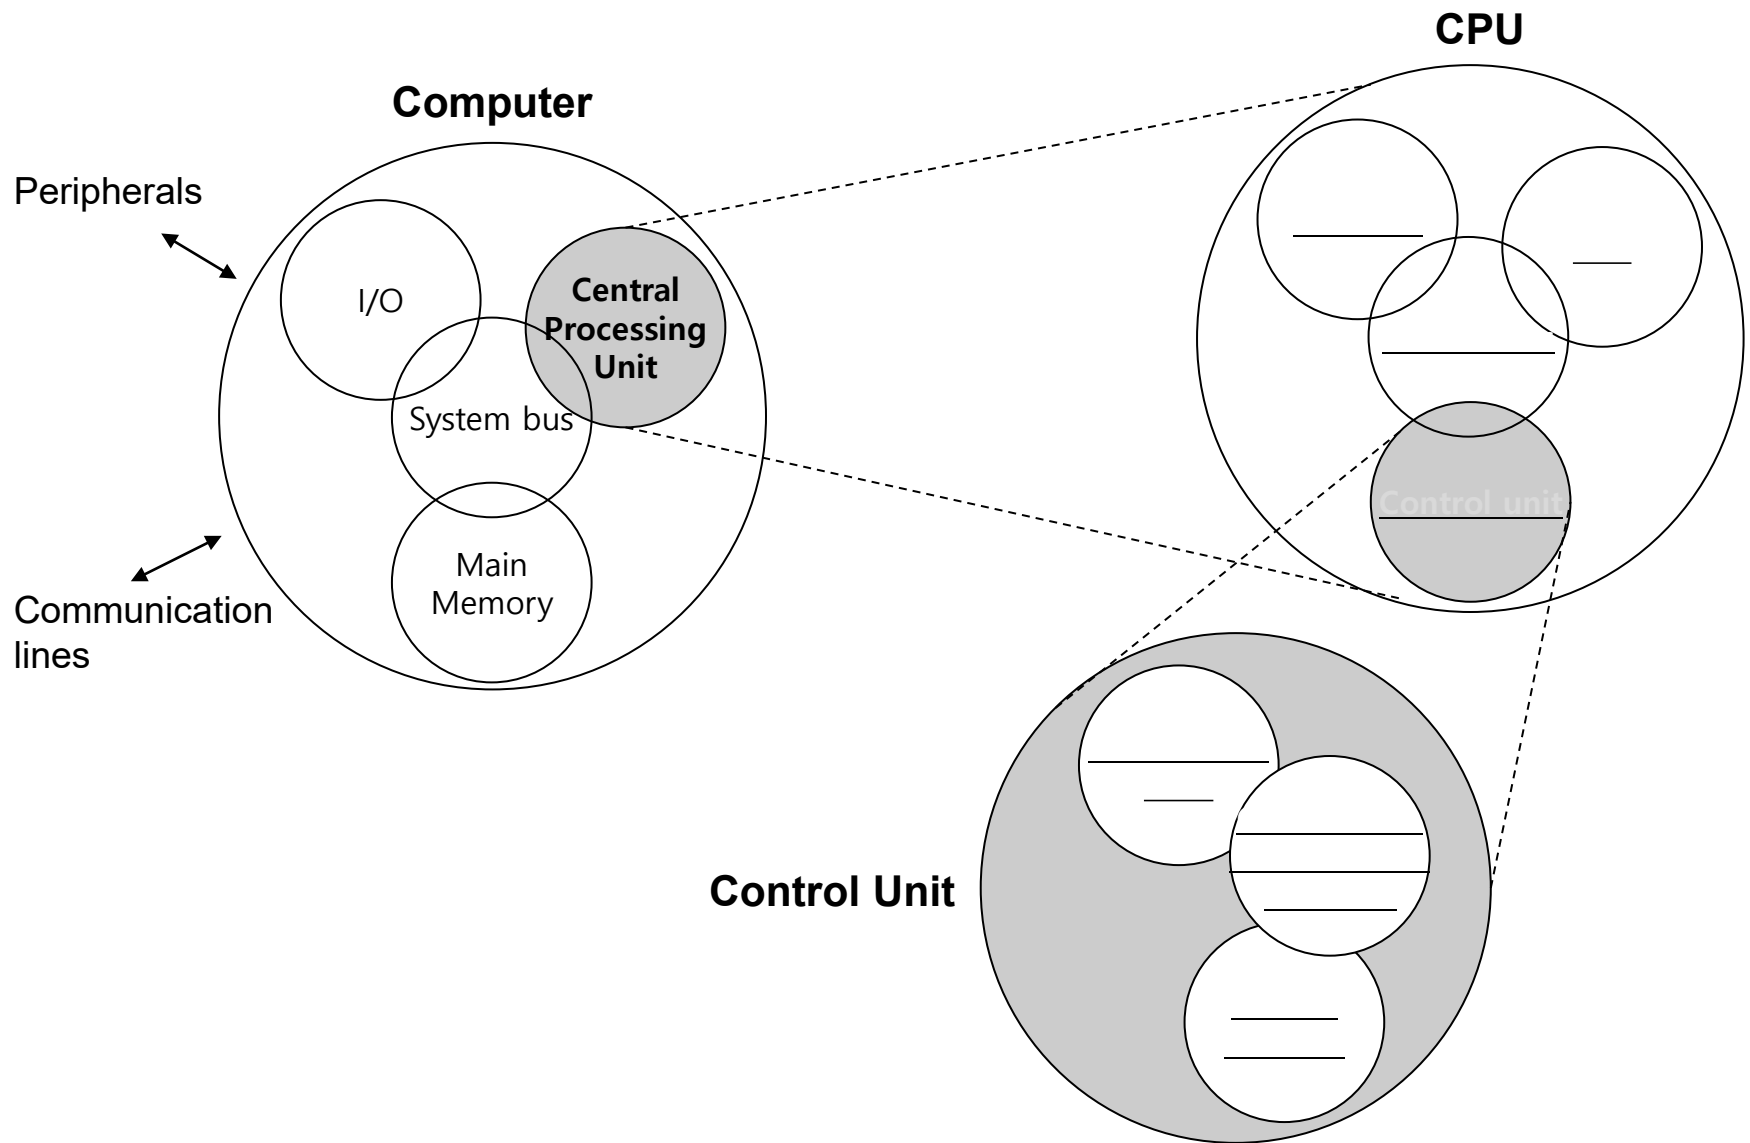 CPU
Computer
Peripherals
I/O
Central
Processing
Unit
System bus
Main
Memory
Communication
lines
Control unit
Control Unit